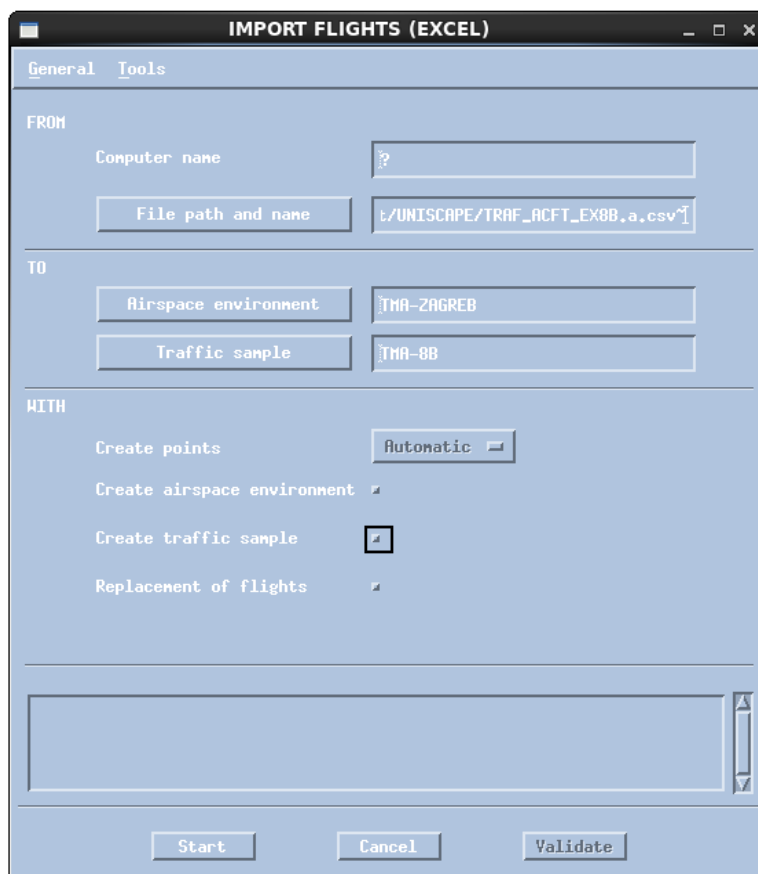 IMPORT FLIGHTS (EXCEL)
General Tools
FROM
Computer name ?
File path and name t/UNISCAPE/TRAF_ACFT_EX8B.a.csv~
TO
Airspace environment TMA-ZAGREB
Traffic sample TMA-8B
WITH
Create points Automatic
Create airspace environment
Create traffic sample
Replacement of flights
Start Cancel Validate